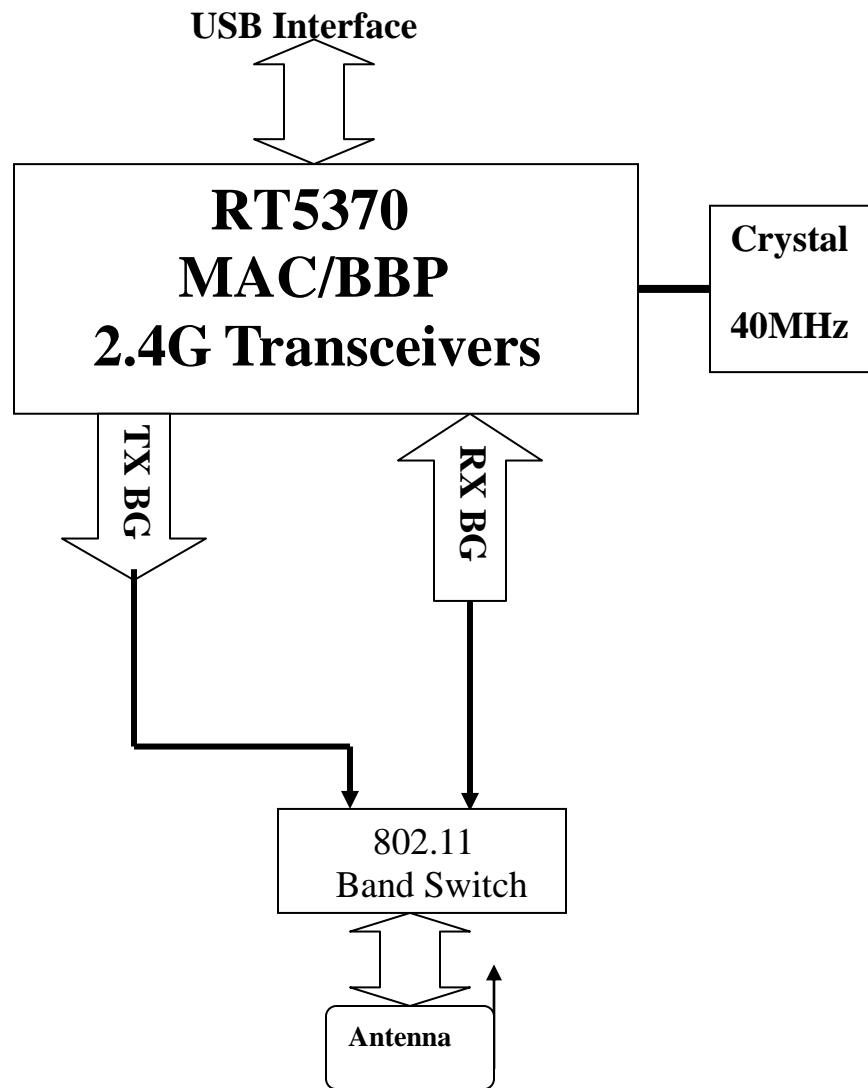 USB Interface
RT5370
MAC/BBP
2.4G Transceivers
Crystal
40MHz
TX BG
RX BG
802.11
Band Switch
Antenna